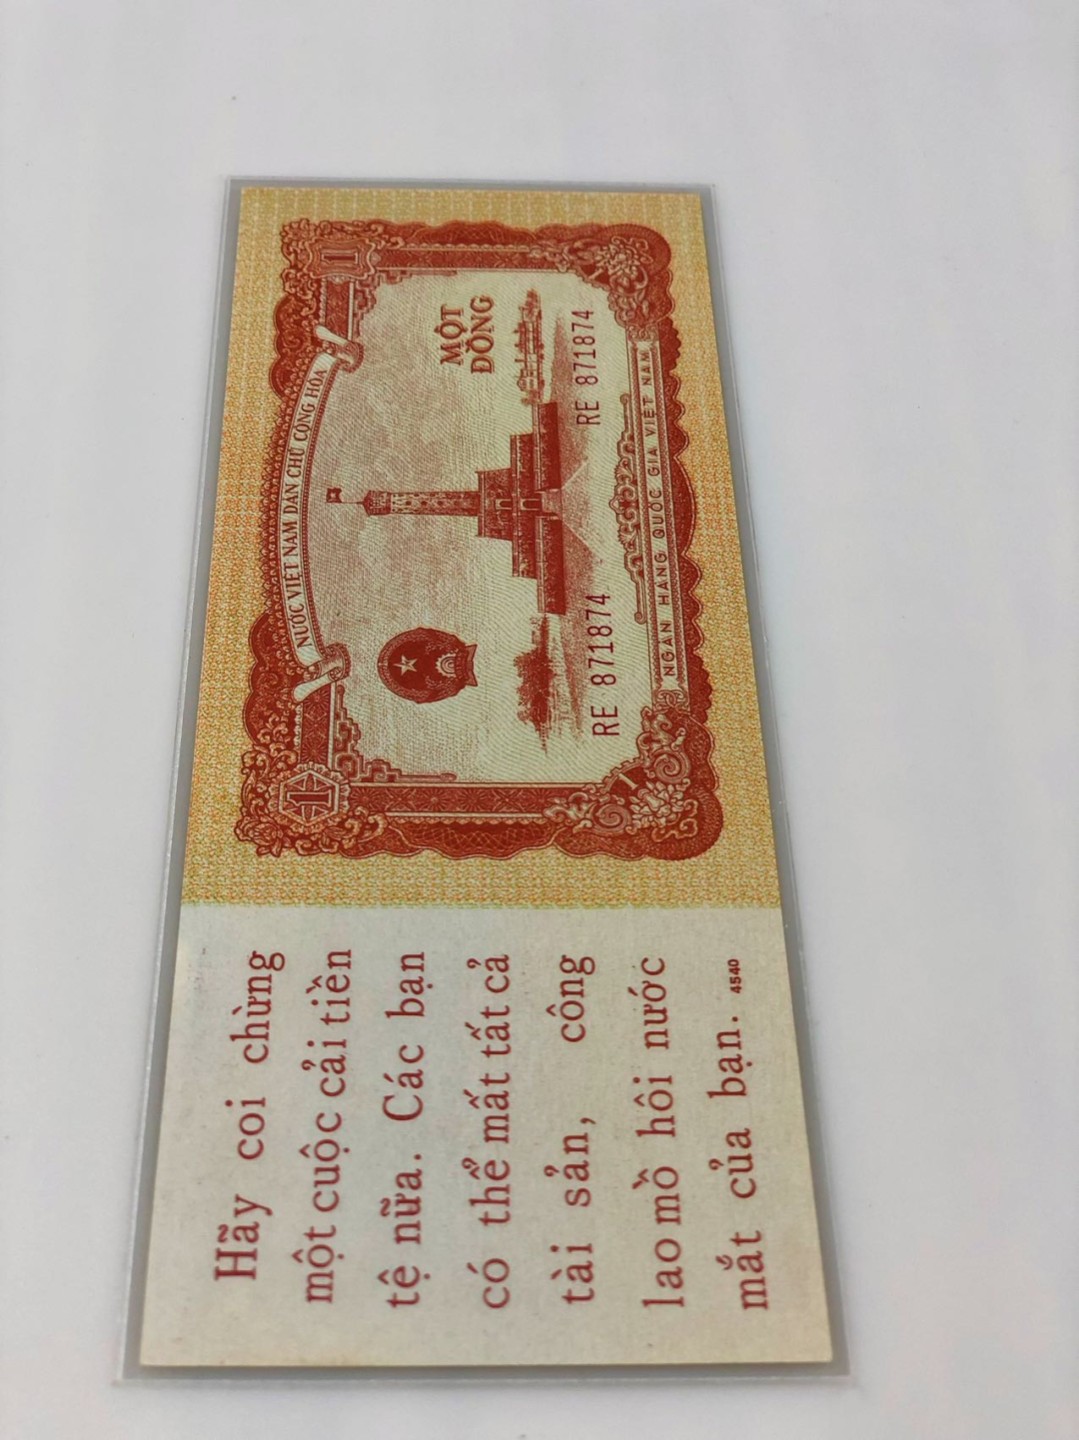 NƯỚC VIỆT NAM DÂN CHỦ CỘNG HÒA
1
1
MỘT
ĐỒNG
RE 871874
RE 871874
NGÂN HÀNG QUỐC GIA VIỆT NAM
1
Hãy coi chừng
một cuộc cải tiền
tệ nữa. Các bạn
có thể mất tất cả
tài sản, công
lao mồ hôi nước
mắt của bạn. 4540